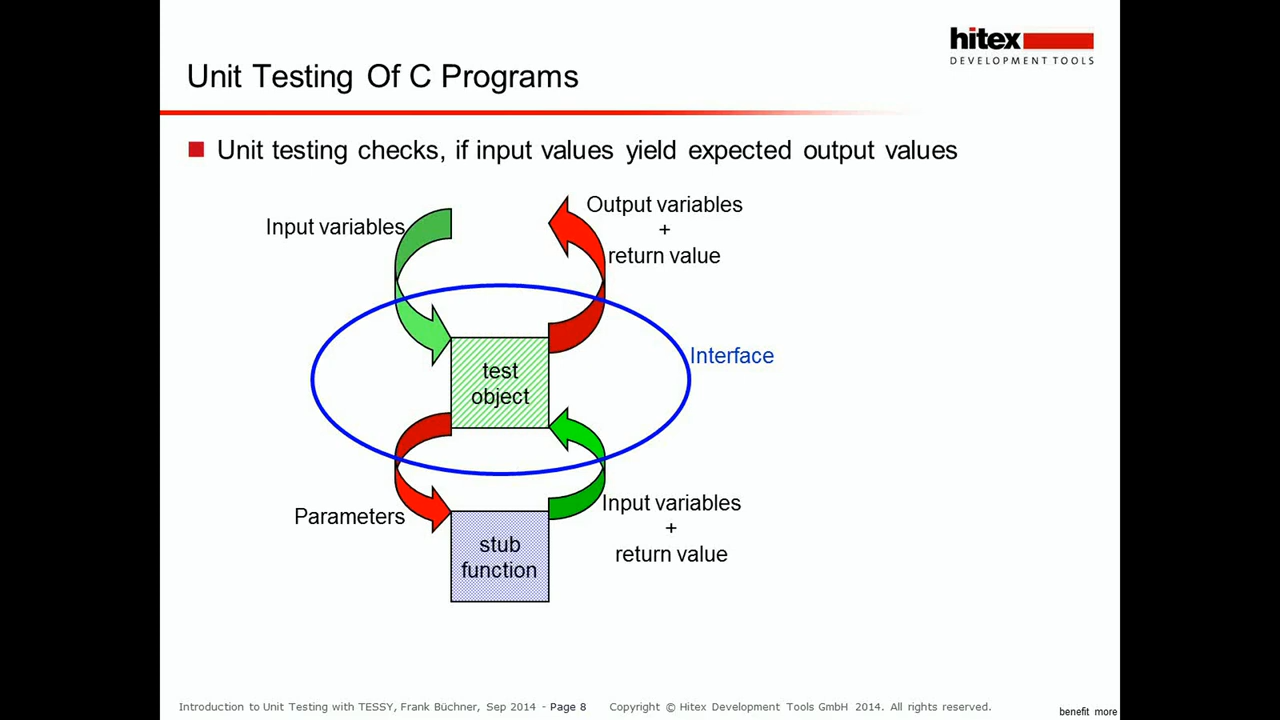 hitex
DEVELOPMENT TOOLS
Unit Testing Of C Programs
Unit testing checks, if input values yield expected output values
Input variables
Output variables
+
return value
test
object
Interface
Parameters
Input variables
+
return value
stub
function
Introduction to Unit Testing with TESSY, Frank Büchner, Sep 2014 - Page 8 Copyright © Hitex Development Tools GmbH 2014. All rights reserved.
benefit more